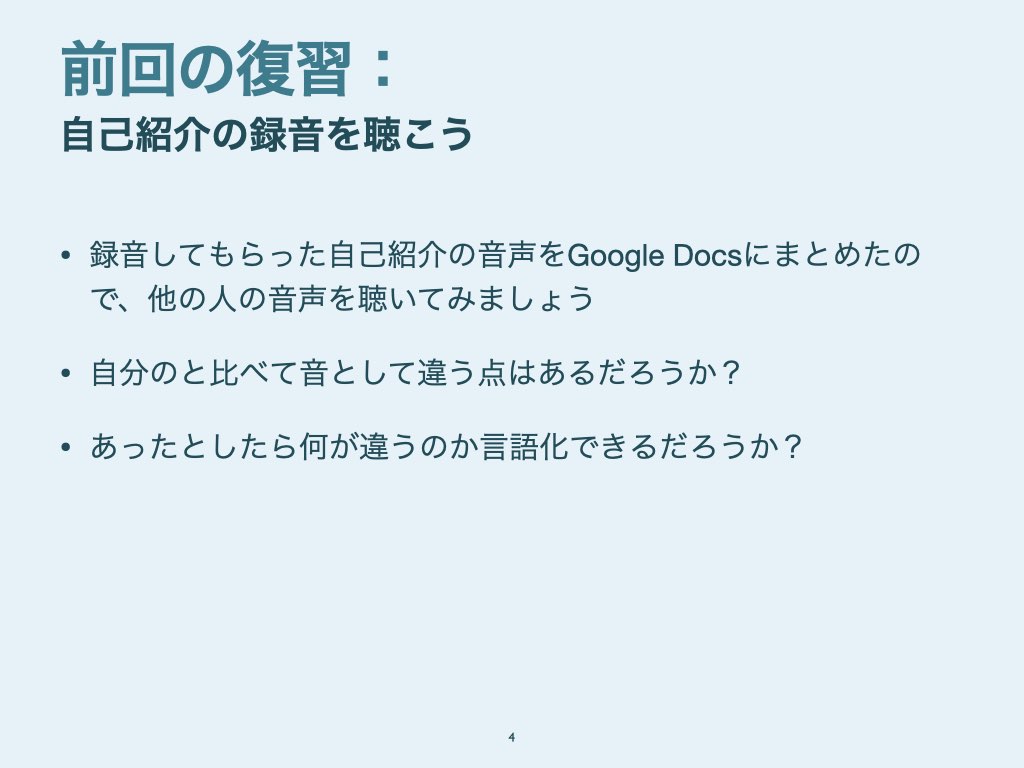 前回の復習：
自己紹介の録音を聴こう
• 録音してもらった自己紹介の音声をGoogle Docsにまとめたの
で、他の人の音声を聴いてみましょう
• 自分のと比べて音として違う点はあるだろうか？
• あったとしたら何が違うのか言語化できるだろうか？
4